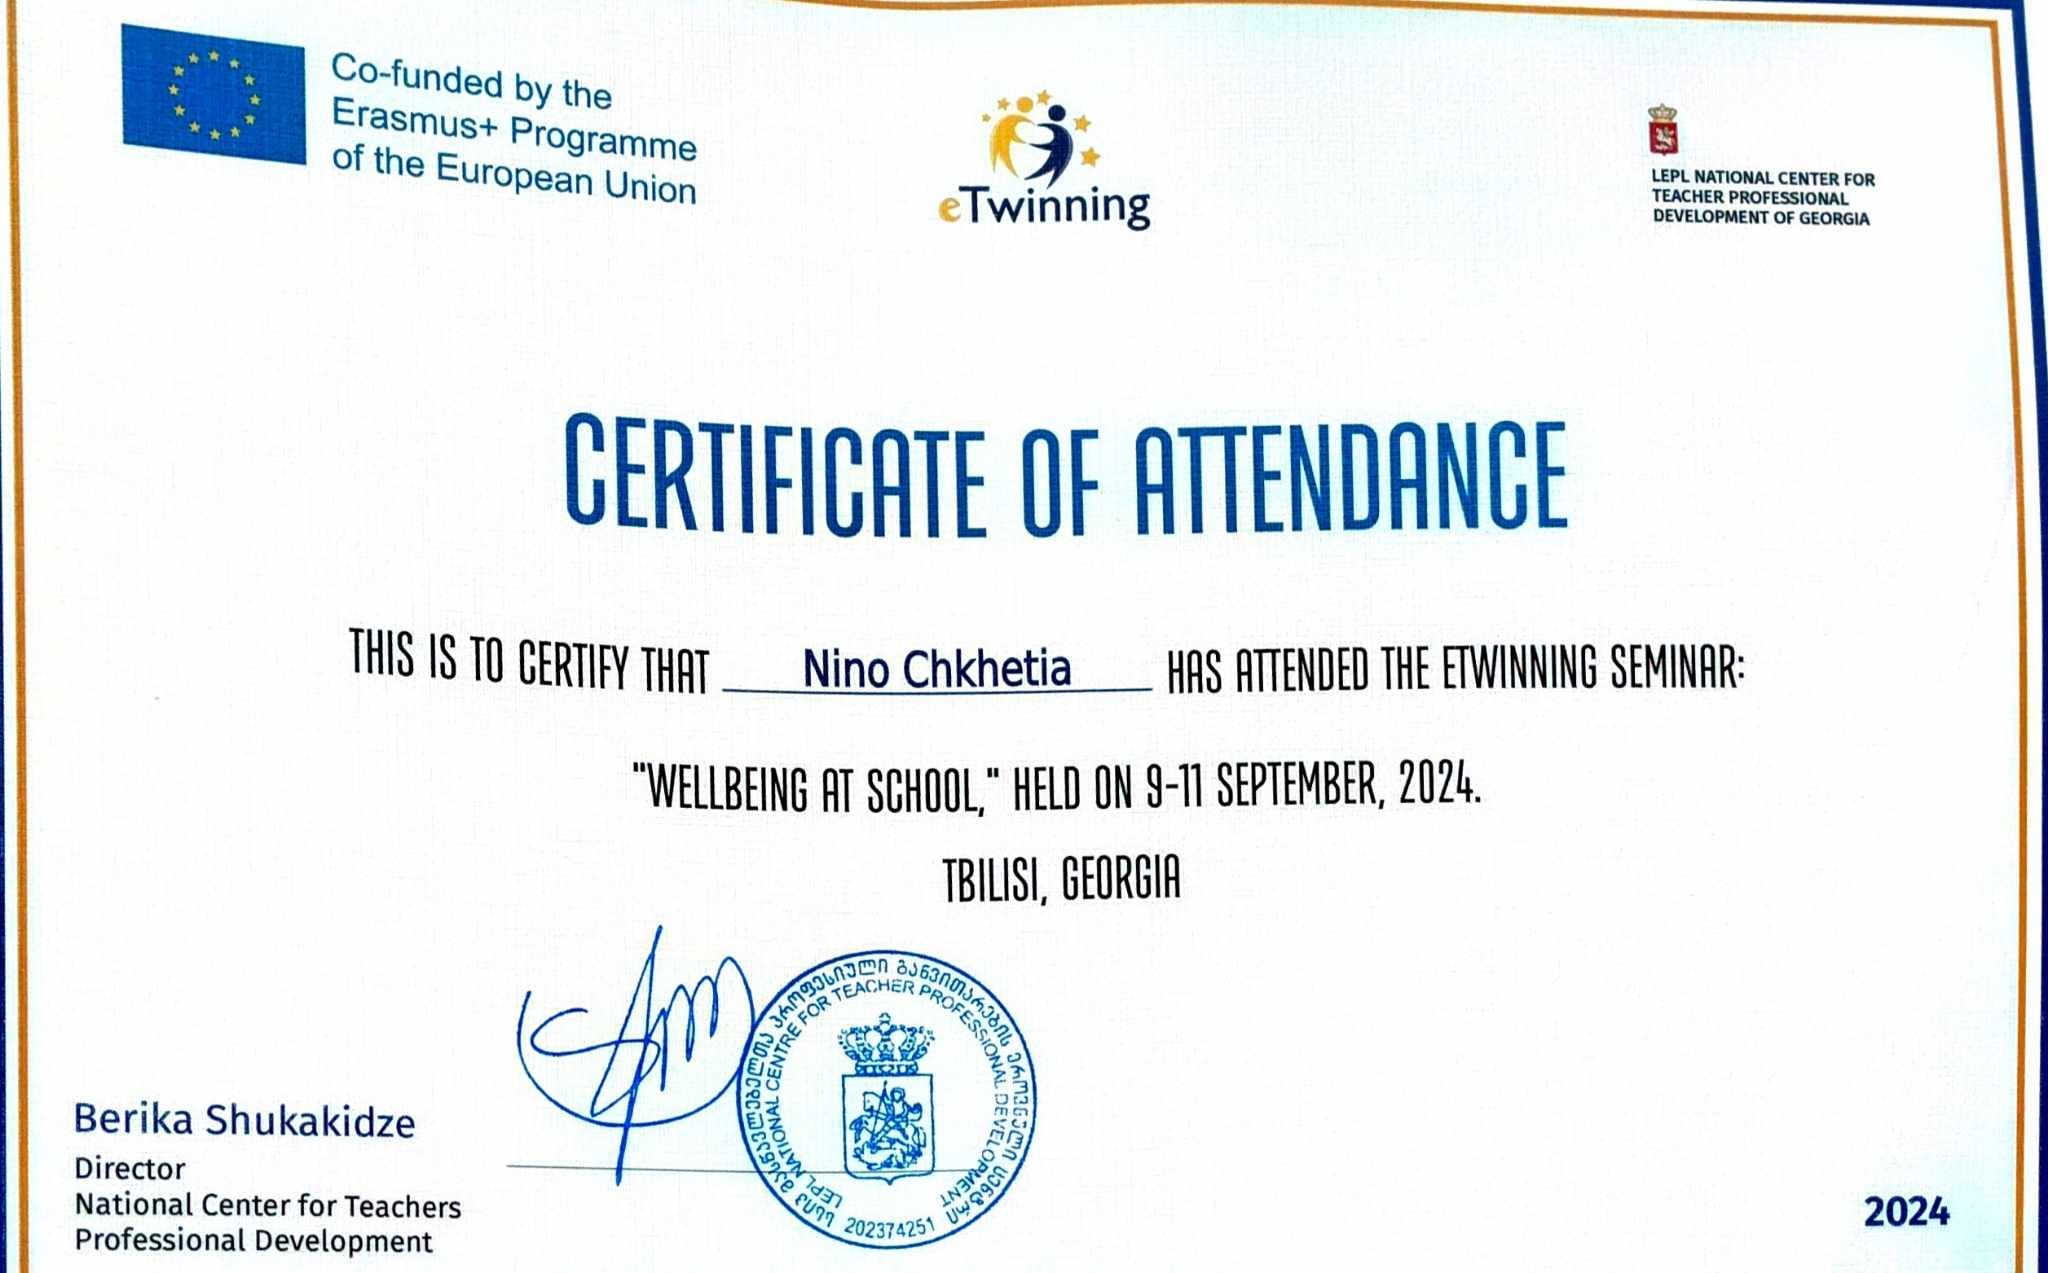 Co-funded by the
Erasmus+ Programme
of the European Union
eTwinning
LEPL NATIONAL CENTER FOR
TEACHER PROFESSIONAL
DEVELOPMENT OF GEORGIA
CERTIFICATE OF ATTENDANCE
THIS IS TO CERTIFY THAT Nino Chkhetia HAS ATTENDED THE ETWINNING SEMINAR:
"WELLBEING AT SCHOOL," HELD ON 9-11 SEPTEMBER, 2024.
TBILISI, GEORGIA
სსიპ მასწავლებელთა პროფესიული განვითარების ეროვნული ცენტრი
LEPL NATIONAL CENTRE FOR TEACHER PROFESSIONAL DEVELOPMENT
202374251
Berika Shukakidze
Director
National Center for Teachers
Professional Development
2024